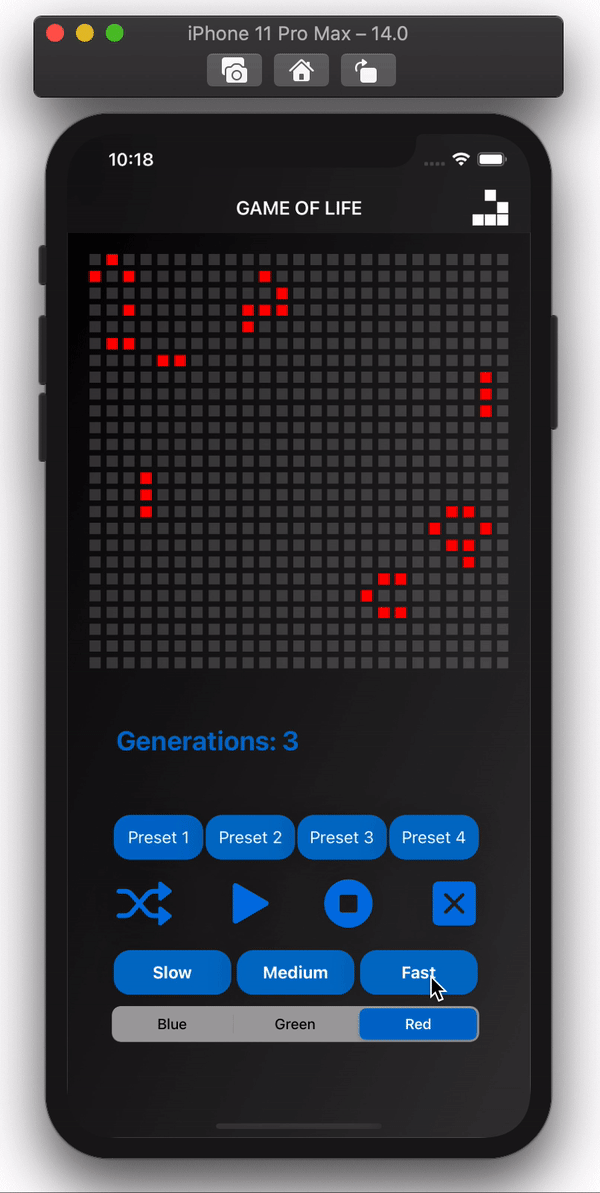 iPhone 11 Pro Max – 14.0
10:18
GAME OF LIFE
Generations: 3
Preset 1 Preset 2 Preset 3 Preset 4
Slow Medium Fast
Blue Green Red